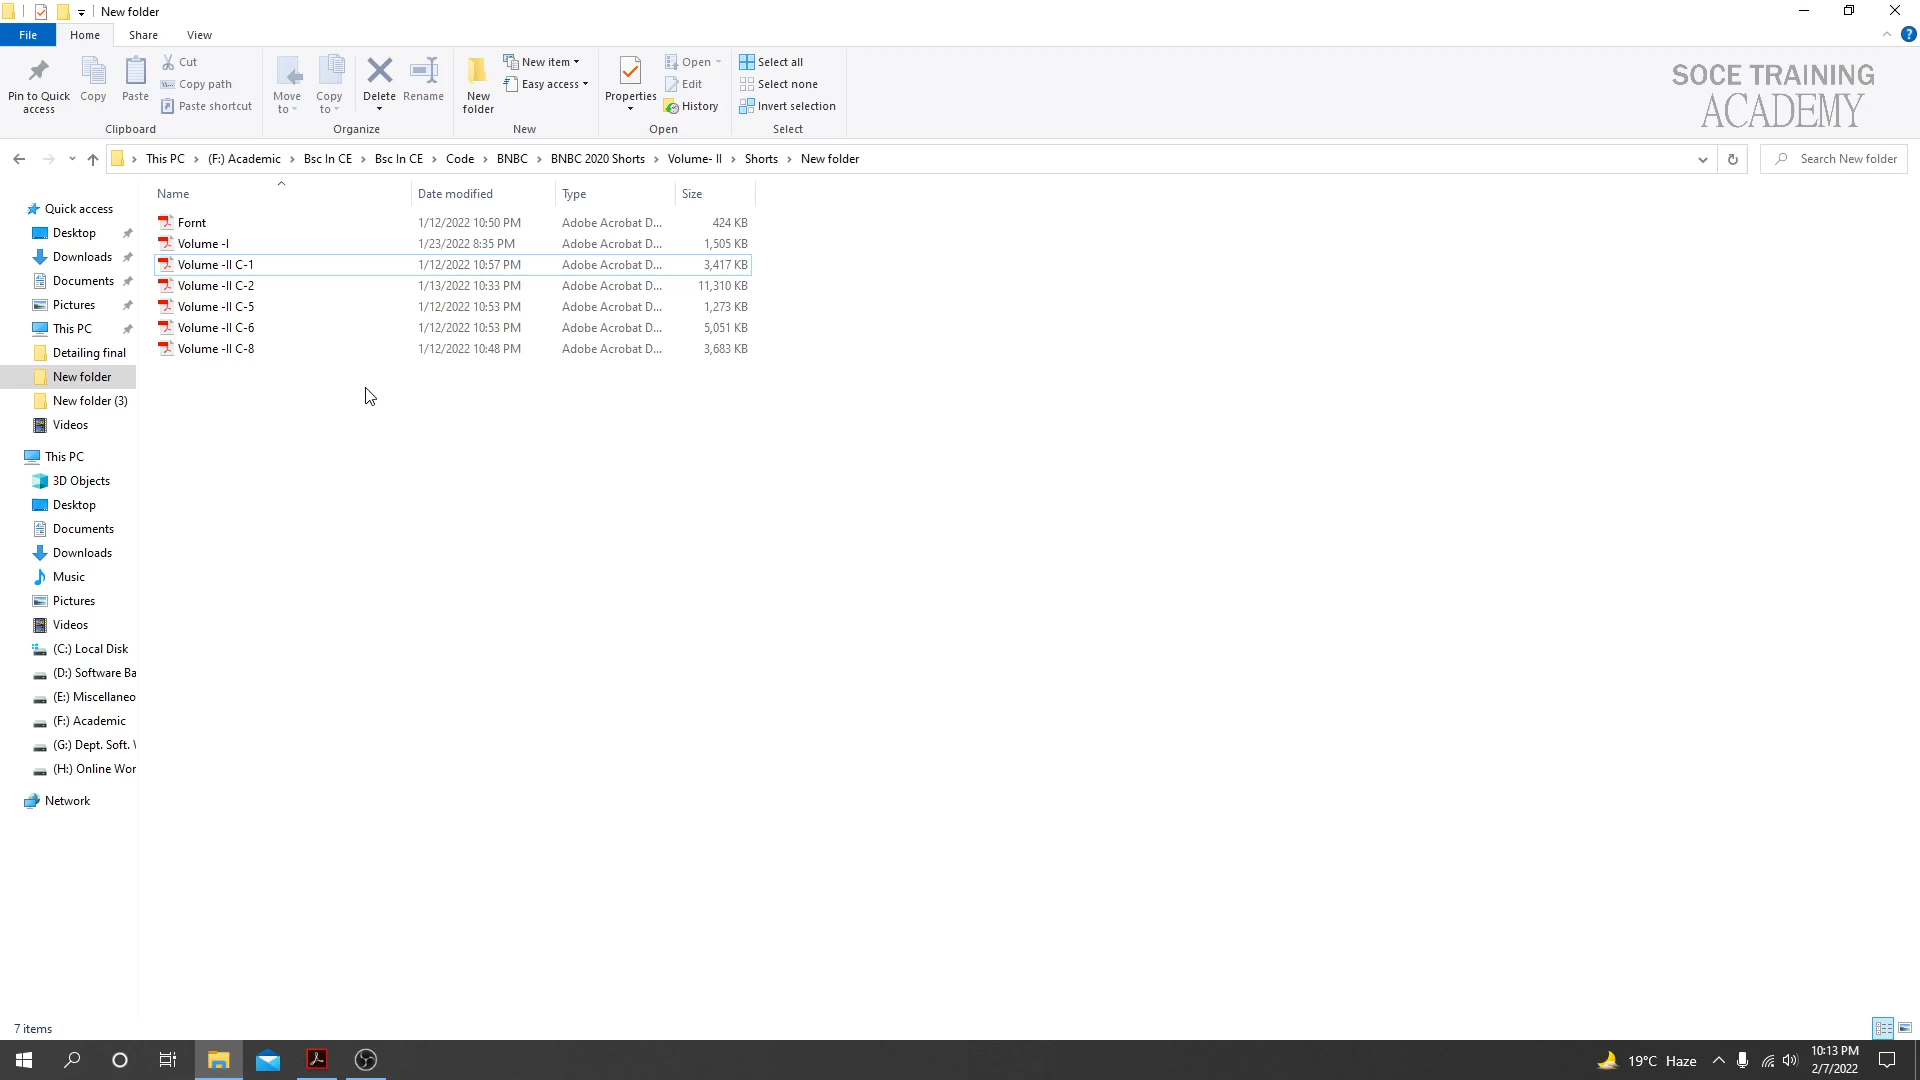 New folder
File Home Share View
Pin to Quick access
Copy
Paste
Cut
Copy path
Paste shortcut
Clipboard
Move to
Copy to
Delete
Rename
Organize
New folder
New item
Easy access
New
Properties
Open
Edit
History
Open
Select all
Select none
Invert selection
Select
SOCE TRAINING
ACADEMY
This PC > (F:) Academic > Bsc In CE > Bsc In CE > Code > BNBC > BNBC 2020 Shorts > Volume- II > Shorts > New folder
Search New folder
Name Date modified Type Size
Fornt 1/12/2022 10:50 PM Adobe Acrobat D... 424 KB
Volume -I 1/23/2022 8:35 PM Adobe Acrobat D... 1,505 KB
Volume -II C-1 1/12/2022 10:57 PM Adobe Acrobat D... 3,417 KB
Volume -II C-2 1/13/2022 10:33 PM Adobe Acrobat D... 11,310 KB
Volume -II C-5 1/12/2022 10:53 PM Adobe Acrobat D... 1,273 KB
Volume -II C-6 1/12/2022 10:53 PM Adobe Acrobat D... 5,051 KB
Volume -II C-8 1/12/2022 10:48 PM Adobe Acrobat D... 3,683 KB
Quick access
Desktop
Downloads
Documents
Pictures
This PC
Detailing final
New folder
New folder (3)
Videos
This PC
3D Objects
Desktop
Documents
Downloads
Music
Pictures
Videos
(C:) Local Disk
(D:) Software Ba
(E:) Miscellaneo
(F:) Academic
(G:) Dept. Soft.
(H:) Online Wor
Network
7 items
19°C Haze
10:13 PM
2/7/2022